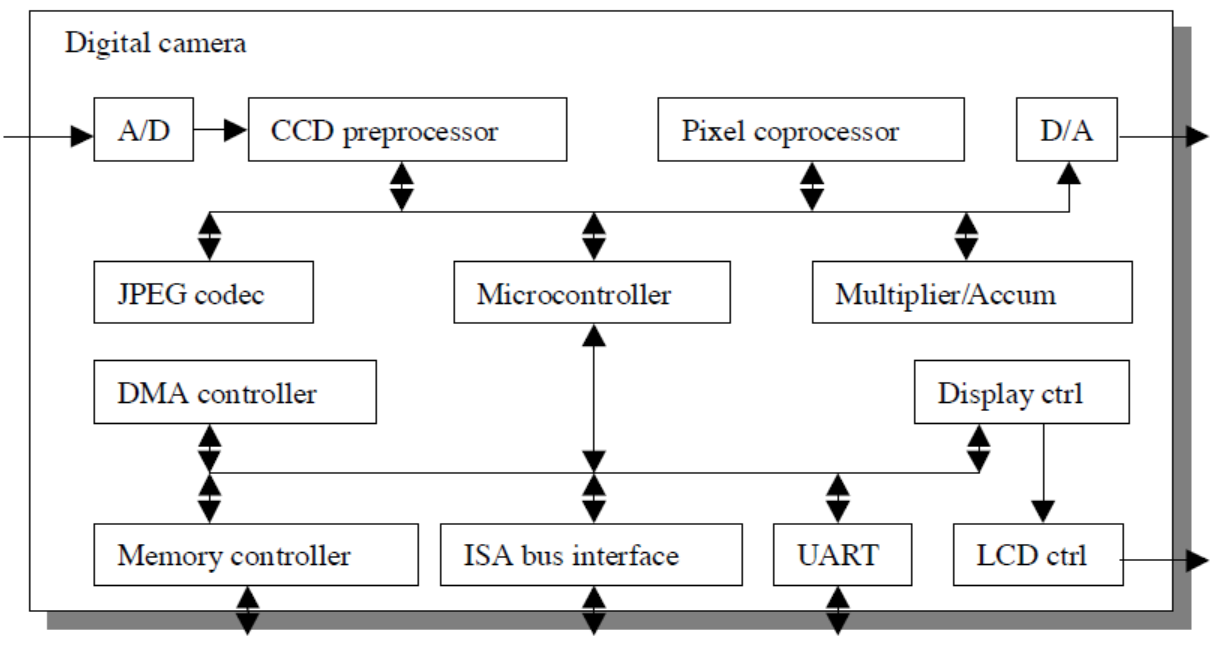 Digital camera
A/D
CCD preprocessor
Pixel coprocessor
D/A
JPEG codec
Microcontroller
Multiplier/Accum
DMA controller
Display ctrl
Memory controller
ISA bus interface
UART
LCD ctrl